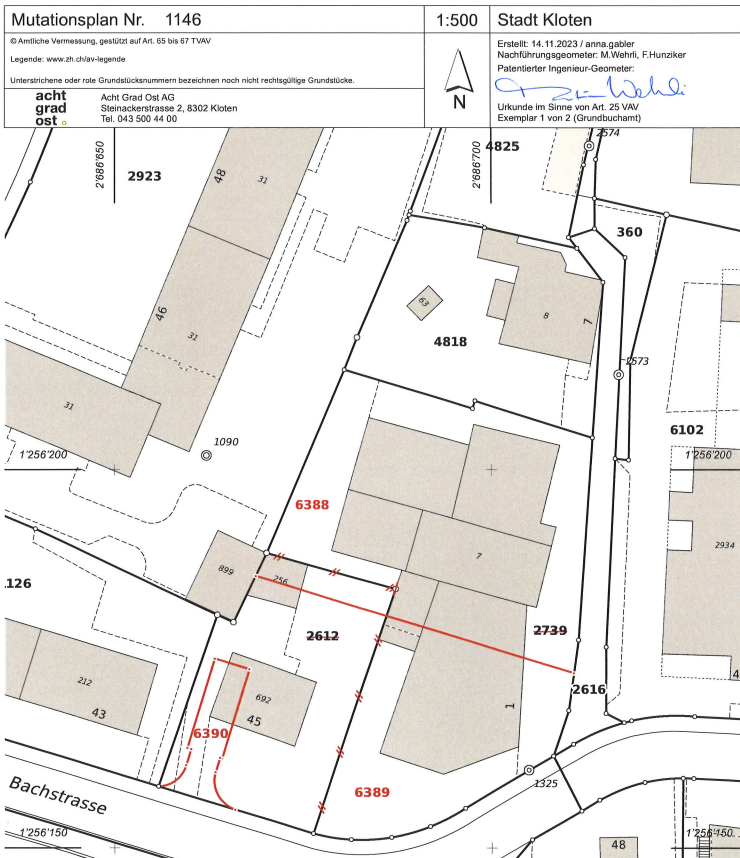 Mutationsplan Nr. 1146
1:500
Stadt Kloten
© Amtliche Vermessung, gestützt auf Art. 65 bis 67 TVAV
Legende: www.zh.ch/av-legende
Unterstrichene oder rote Grundstücksnummern bezeichnen noch nicht rechtsgültige Grundstücke.
Erstellt: 14.11.2023 / anna.gabler
Nachführungsgeometer: M.Wehrli, F.Hunziker
Patentierter Ingenieur-Geometer:
Urkunde im Sinne von Art. 25 VAV
Exemplar 1 von 2 (Grundbuchamt)
acht
grad
ost
Acht Grad Ost AG
Steinackerstrasse 2, 8302 Kloten
Tel. 043 500 44 00
N
2'686'650
2923
48
31
2'686'700
4825
2574
360
63
8
7
4818
46
31
2573
31
6102
1090
1'256'200
1'256'200
6388
2934
7
899
256
.126
2612
2739
212
692
2616
43
45
1
4
6390
6389
1325
Bachstrasse
1'256'150
48
1'256'150